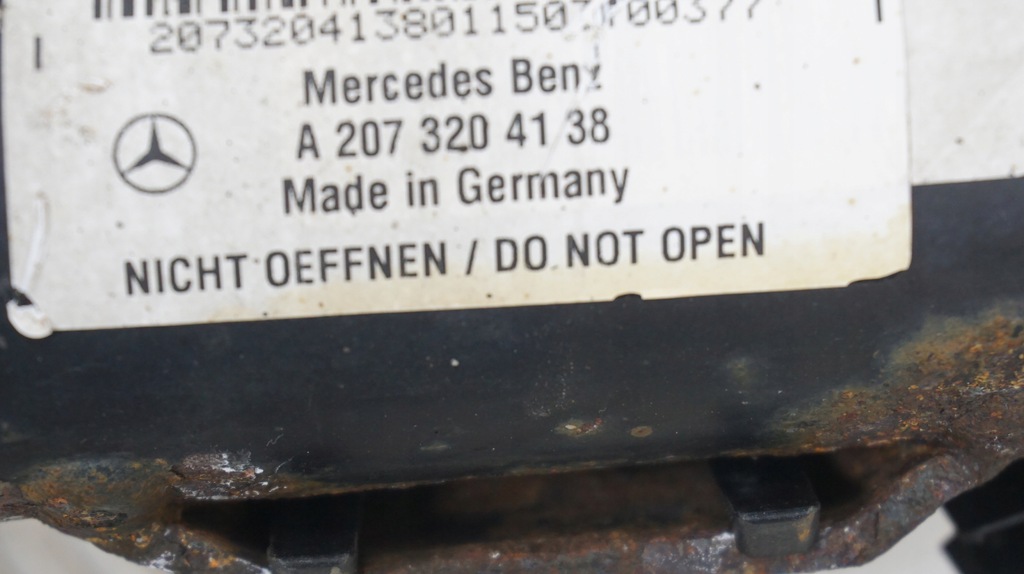 Mercedes Benz
A 207 320 41 38
Made in Germany
NICHT OEFFNEN / DO NOT OPEN